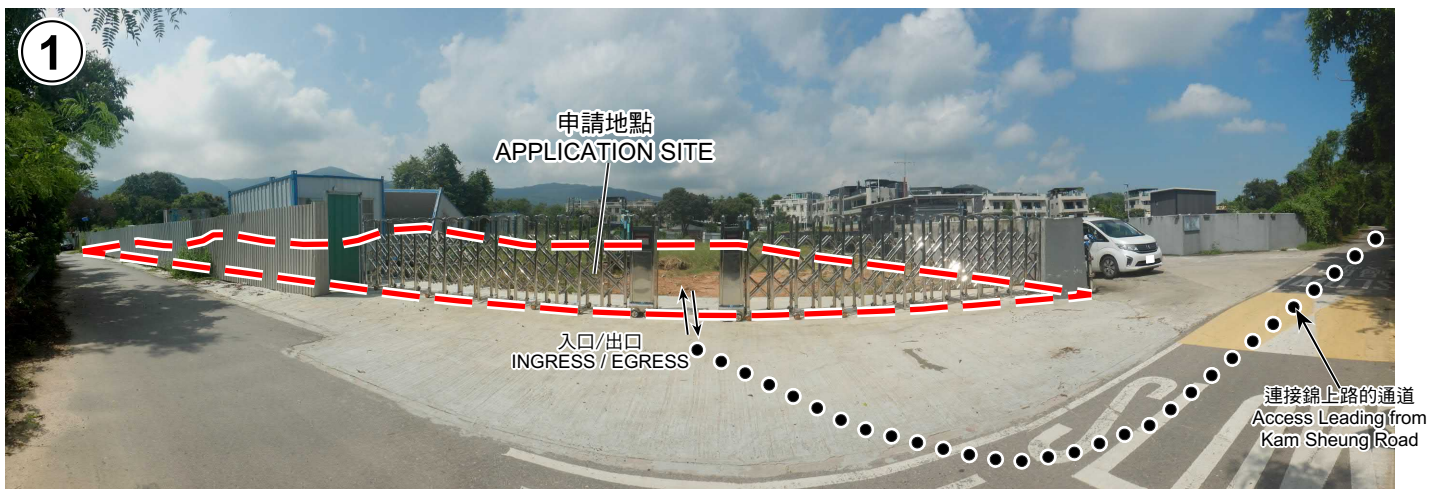 1
申請地點
APPLICATION SITE
入口/出口
INGRESS / EGRESS
連接錦上路的通道
Access Leading from
Kam Sheung Road